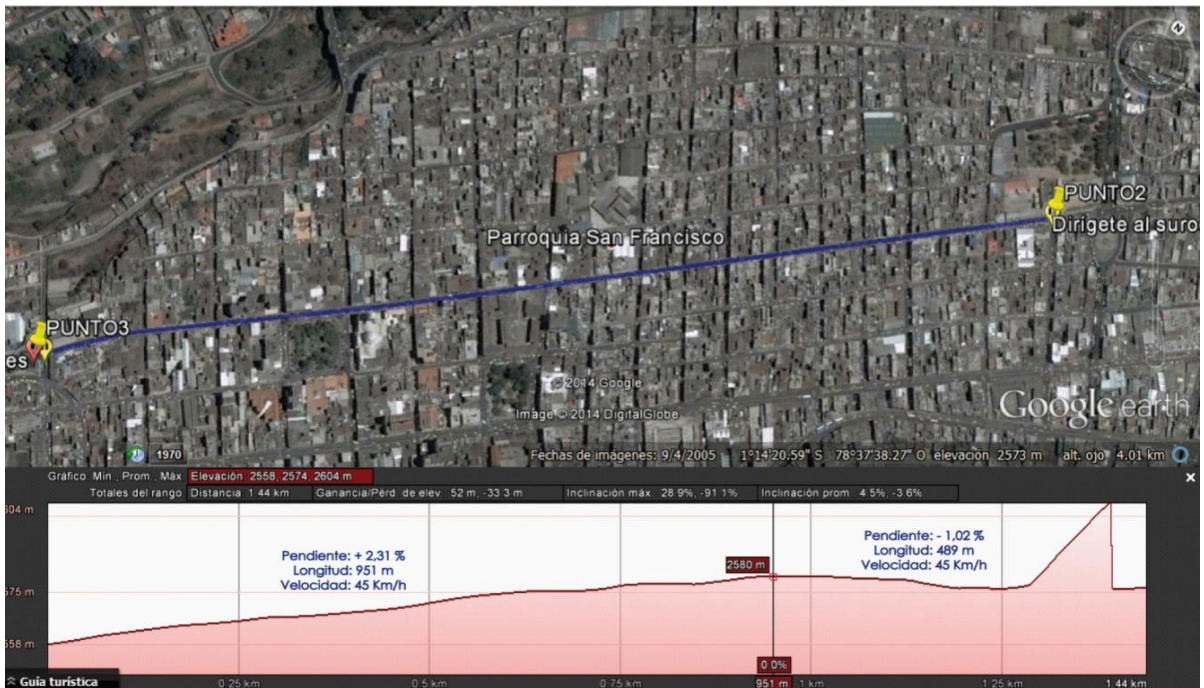 N
PUNTO2
Dirigete al suroe
Parroquia San Francisco
PUNTO3
es
© 2014 Google
Image © 2014 DigitalGlobe
Google earth
1970
Fechas de imágenes: 9/4/2005 1°14'20.59" S 78°37'38.27" O elevación 2573 m alt. ojo 4.01 km
Gráfico Mín , Prom , Máx Elevación 2558, 2574, 2604 m
Totales del rango Distancia 1 44 km Ganancia/Pérd de elev 52 m, -33 3 m Inclinación máx 28 9%, -91 1% Inclinación prom 4 5%, -3.6%
604 m
Pendiente: + 2,31 %
Longitud: 951 m
Velocidad: 45 Km/h
Pendiente: - 1,02 %
Longitud: 489 m
Velocidad: 45 Km/h
2580 m
575 m
558 m
0 0%
Guía turística
0 25 km 0 5 km 0 75 km 951 m 1 km 1 25 km 1.44 km